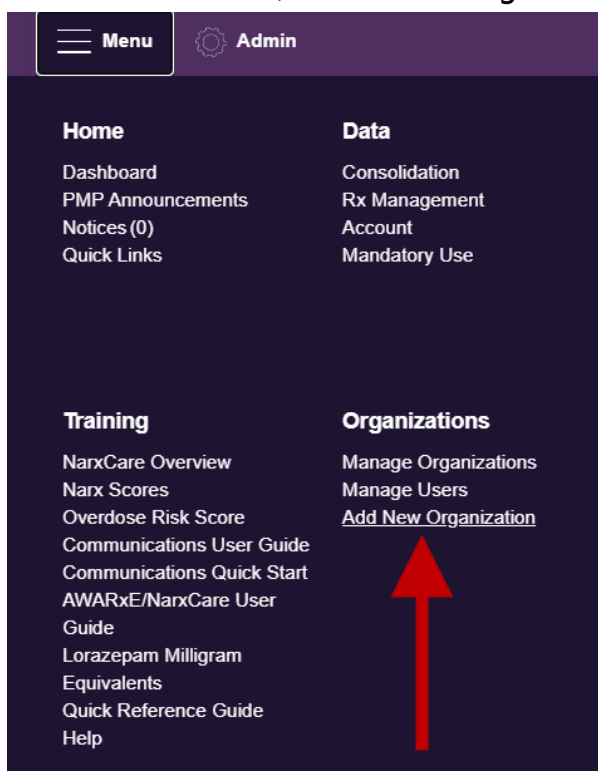 Menu Admin
Home
Dashboard
PMP Announcements
Notices (0)
Quick Links
Data
Consolidation
Rx Management
Account
Mandatory Use
Training
NarxCare Overview
Narx Scores
Overdose Risk Score
Communications User Guide
Communications Quick Start
AWARxE/NarxCare User
Guide
Lorazepam Milligram
Equivalents
Quick Reference Guide
Help
Organizations
Manage Organizations
Manage Users
Add New Organization